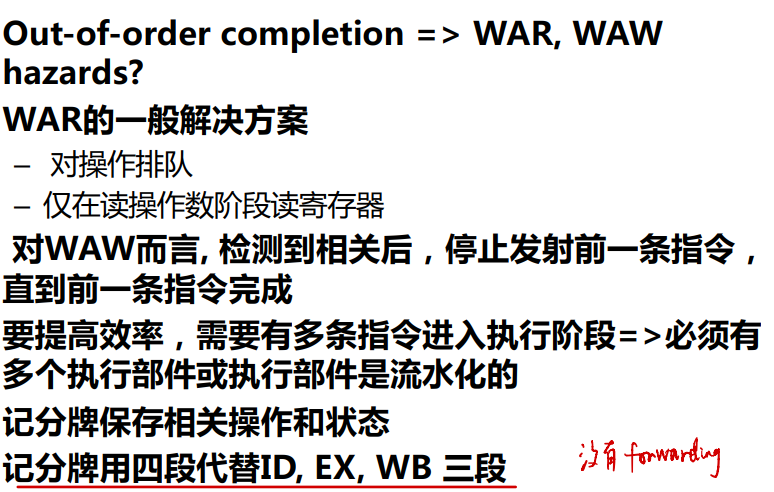 Out-of-order completion => WAR, WAW
hazards?
WAR的一般解决方案
– 对操作排队
– 仅在读操作数阶段读寄存器
对WAW而言, 检测到相关后，停止发射前一条指令，
直到前一条指令完成
要提高效率，需要有多条指令进入执行阶段=>必须有
多个执行部件或执行部件是流水化的
记分牌保存相关操作和状态
记分牌用四段代替ID, EX, WB 三段
没有 forwarding